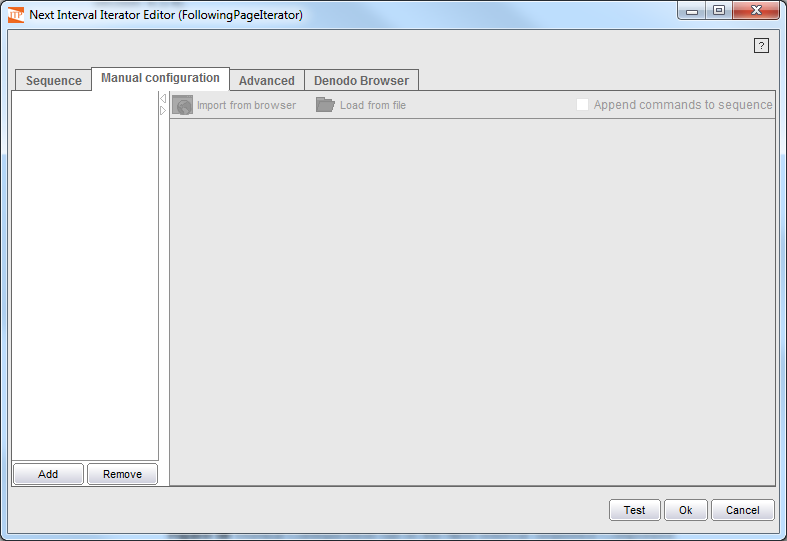 Next Interval Iterator Editor (FollowingPageIterator)
?
Sequence Manual configuration Advanced Denodo Browser
Import from browser Load from file Append commands to sequence
Add Remove
Test Ok Cancel